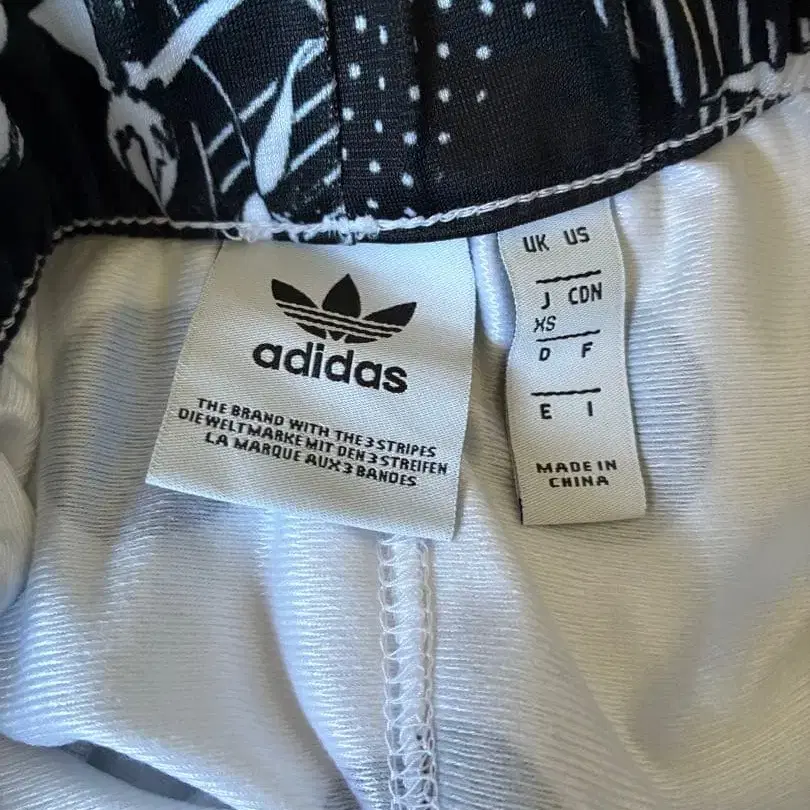 adidas
THE BRAND WITH THE 3 STRIPES
DIE WELTMARKE MIT DEN 3 STREIFEN
LA MARQUE AUX 3 BANDES
UK US
J CDN
XS
D F
E I
MADE IN
CHINA